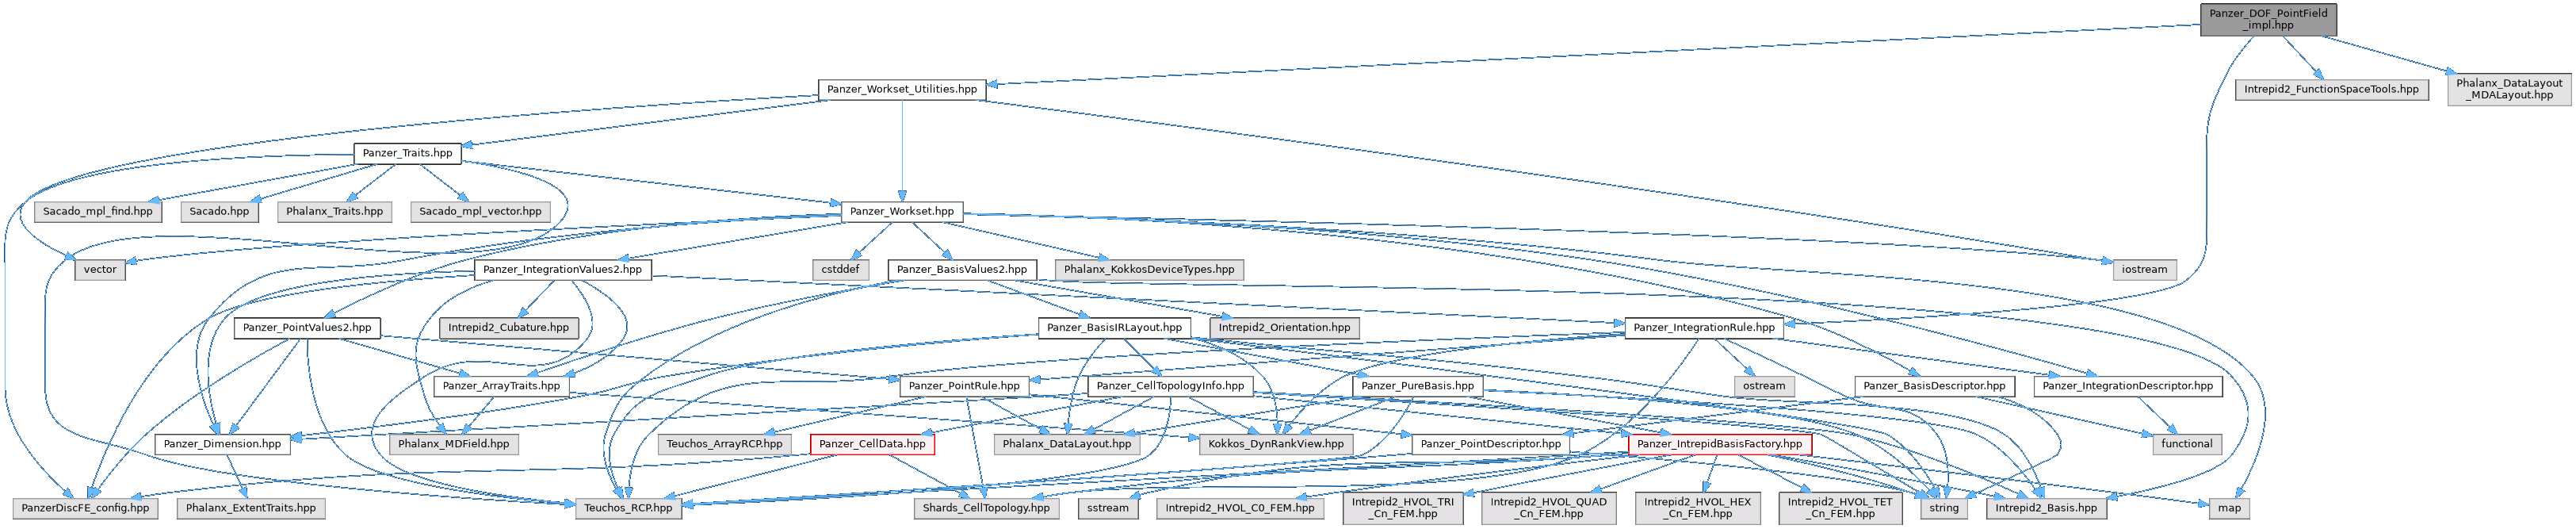 Panzer_DOF_PointField
_impl.hpp
Panzer_Workset_Utilities.hpp
Intrepid2_FunctionSpaceTools.hpp
Phalanx_DataLayout
_MDALayout.hpp
Panzer_Traits.hpp
Sacado_mpl_find.hpp
Sacado.hpp
Phalanx_Traits.hpp
Sacado_mpl_vector.hpp
Panzer_Workset.hpp
vector
Panzer_IntegrationValues2.hpp
cstddef
Panzer_BasisValues2.hpp
Phalanx_KokkosDeviceTypes.hpp
iostream
Panzer_PointValues2.hpp
Intrepid2_Cubature.hpp
Panzer_BasisIRLayout.hpp
Intrepid2_Orientation.hpp
Panzer_IntegrationRule.hpp
Panzer_ArrayTraits.hpp
Panzer_PointRule.hpp
Panzer_CellTopologyInfo.hpp
Panzer_PureBasis.hpp
ostream
Panzer_BasisDescriptor.hpp
Panzer_IntegrationDescriptor.hpp
Panzer_Dimension.hpp
Phalanx_MDField.hpp
Teuchos_ArrayRCP.hpp
Panzer_CellData.hpp
Phalanx_DataLayout.hpp
Kokkos_DynRankView.hpp
Panzer_PointDescriptor.hpp
Panzer_IntrepidBasisFactory.hpp
functional
PanzerDiscFE_config.hpp
Phalanx_ExtentTraits.hpp
Teuchos_RCP.hpp
Shards_CellTopology.hpp
sstream
Intrepid2_HVOL_C0_FEM.hpp
Intrepid2_HVOL_TRI
_Cn_FEM.hpp
Intrepid2_HVOL_QUAD
_Cn_FEM.hpp
Intrepid2_HVOL_HEX
_Cn_FEM.hpp
Intrepid2_HVOL_TET
_Cn_FEM.hpp
string
Intrepid2_Basis.hpp
map